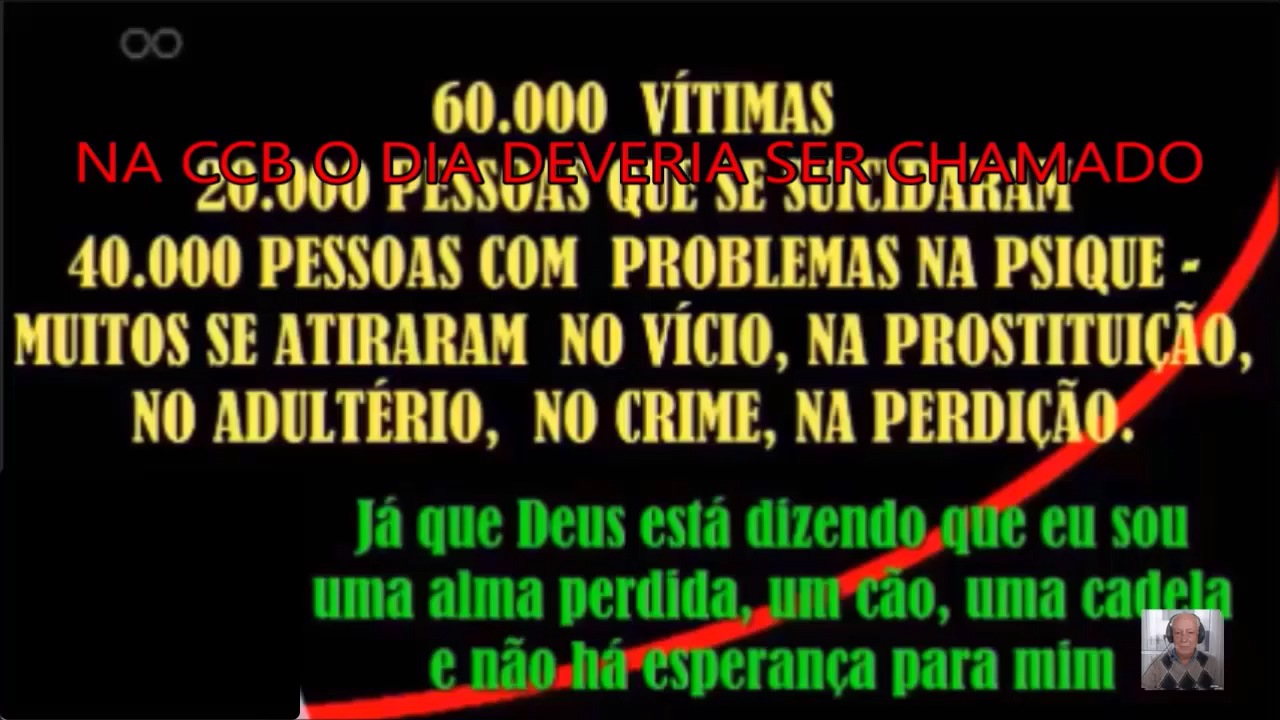 60.000 VÍTIMAS
NA CCB O DIA DEVERIA SER CHAMADO
20.000 PESSOAS QUE SE SUICIDARAM
40.000 PESSOAS COM PROBLEMAS NA PSIQUE -
MUITOS SE ATIRARAM NO VÍCIO, NA PROSTITUIÇÃO,
NO ADULTÉRIO, NO CRIME, NA PERDIÇÃO.
Já que Deus está dizendo que eu sou
uma alma perdida, um cão, uma cadela
e não há esperança para mim